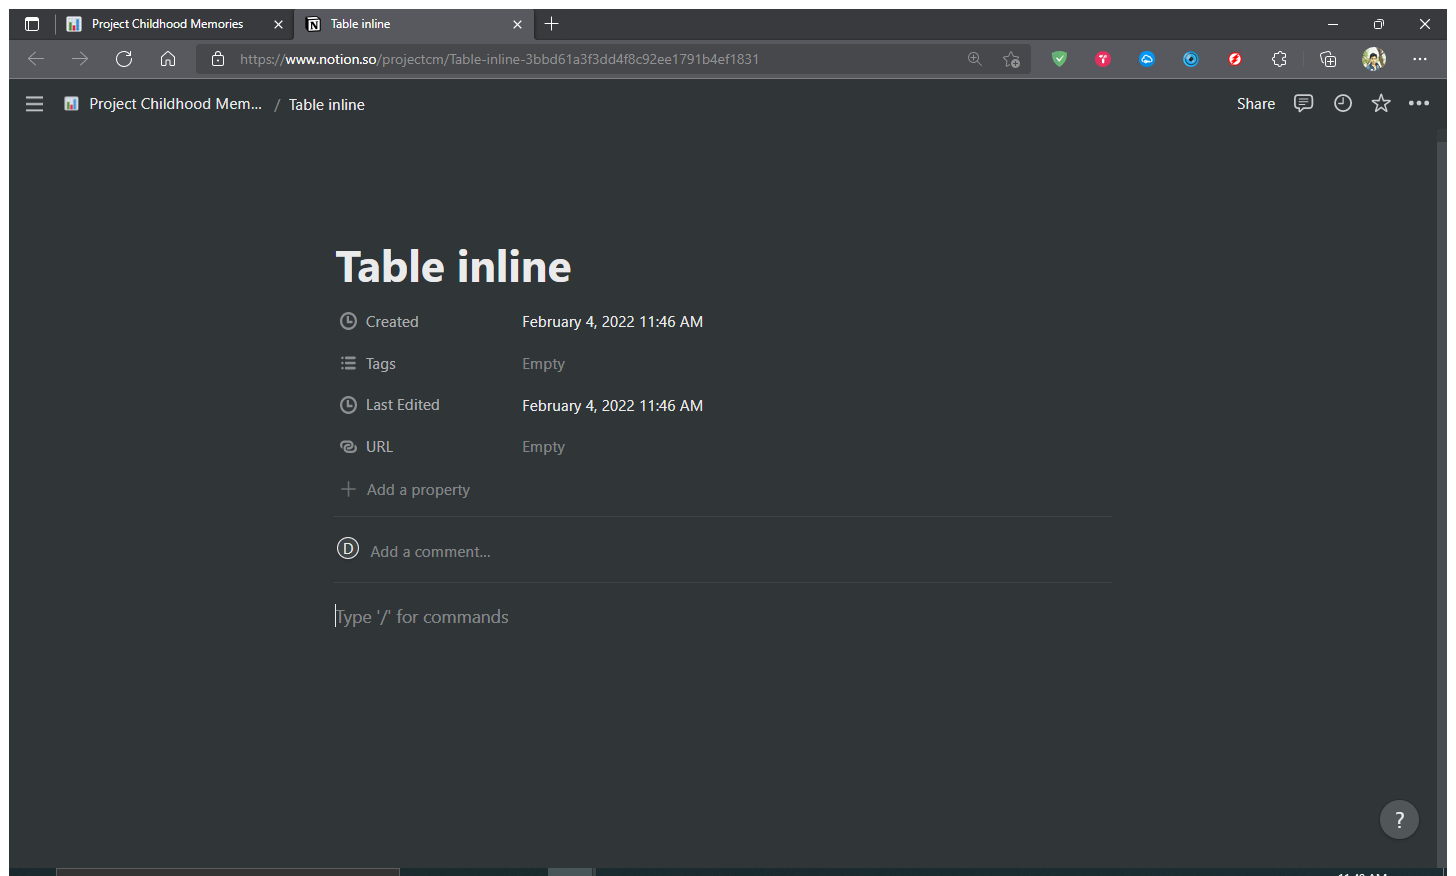 Project Childhood Memories
Table inline
https://www.notion.so/projectcm/Table-inline-3bbd61a3f3dd4f8c92ee1791b4ef1831
Project Childhood Mem... / Table inline
Share
Table inline
Created February 4, 2022 11:46 AM
Tags Empty
Last Edited February 4, 2022 11:46 AM
URL Empty
Add a property
D Add a comment...
Type '/' for commands
?